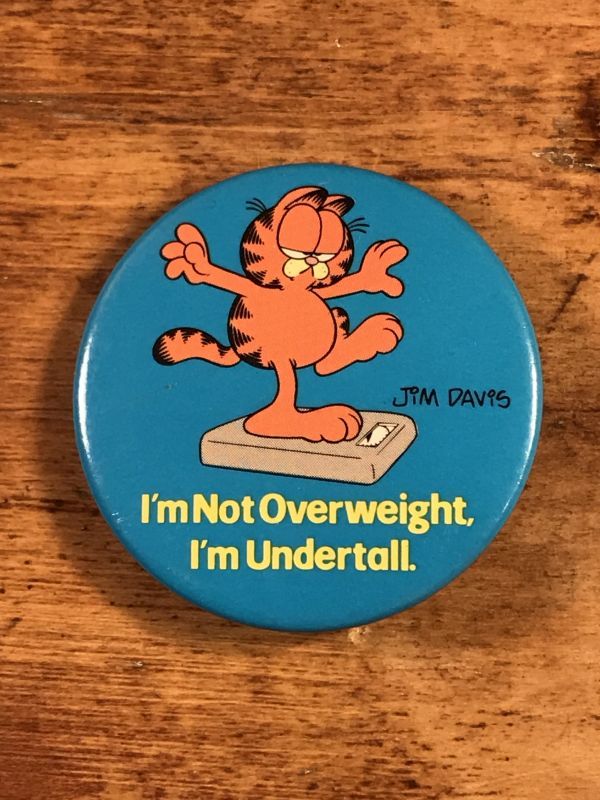 JIM DAVIS
I'm Not Overweight,
I'm Undertall.